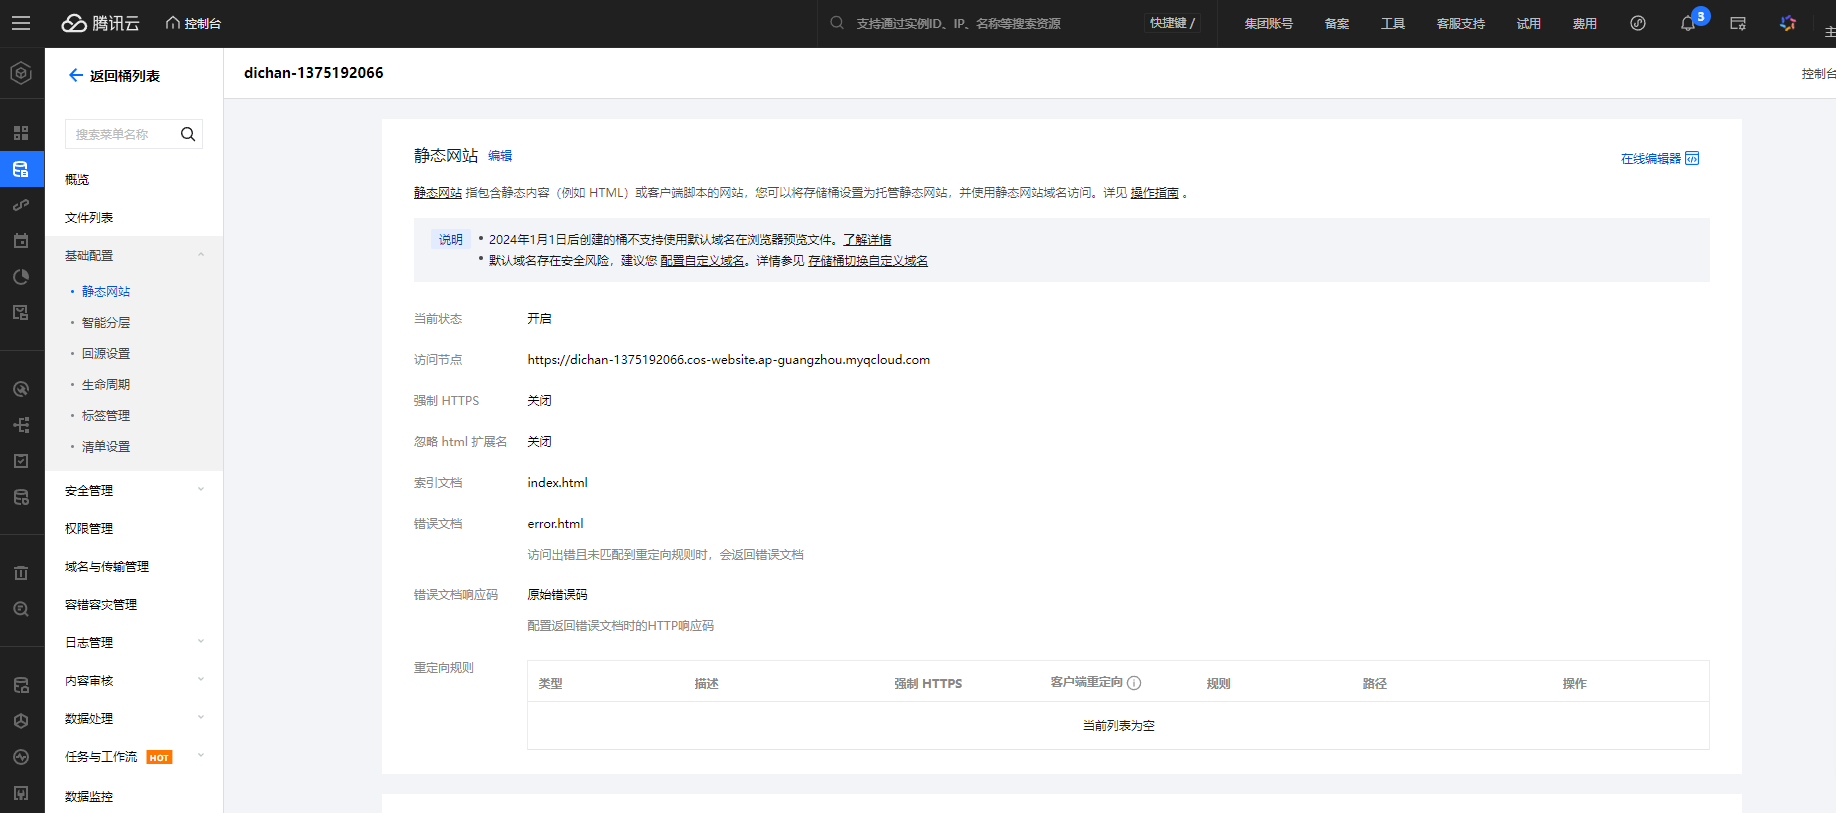 腾讯云
控制台
支持通过实例ID、IP、名称等搜索资源
快捷键 /
集团账号
备案
工具
客服支持
试用
费用
3
返回桶列表
dichan-1375192066
搜索菜单名称
概览
文件列表
基础配置
静态网站
智能分层
回源设置
生命周期
标签管理
清单设置
安全管理
权限管理
域名与传输管理
容错容灾管理
日志管理
内容审核
数据处理
任务与工作流 HOT
数据监控
静态网站 编辑
在线编辑器
静态网站 指包含静态内容（例如 HTML）或客户端脚本的网站，您可以将存储桶设置为托管静态网站，并使用静态网站域名访问。详见 操作指南 。
说明
• 2024年1月1日后创建的桶不支持使用默认域名在浏览器预览文件。了解详情
• 默认域名存在安全风险，建议您 配置自定义域名。详情参见 存储桶切换自定义域名
当前状态 开启
访问节点 https://dichan-1375192066.cos-website.ap-guangzhou.myqcloud.com
强制 HTTPS 关闭
忽略 html 扩展名 关闭
索引文档 index.html
错误文档 error.html
访问出错且未匹配到重定向规则时，会返回错误文档
错误文档响应码 原始错误码
配置返回错误文档时的HTTP响应码
重定向规则
类型 描述 强制 HTTPS 客户端重定向 规则 路径 操作
当前列表为空